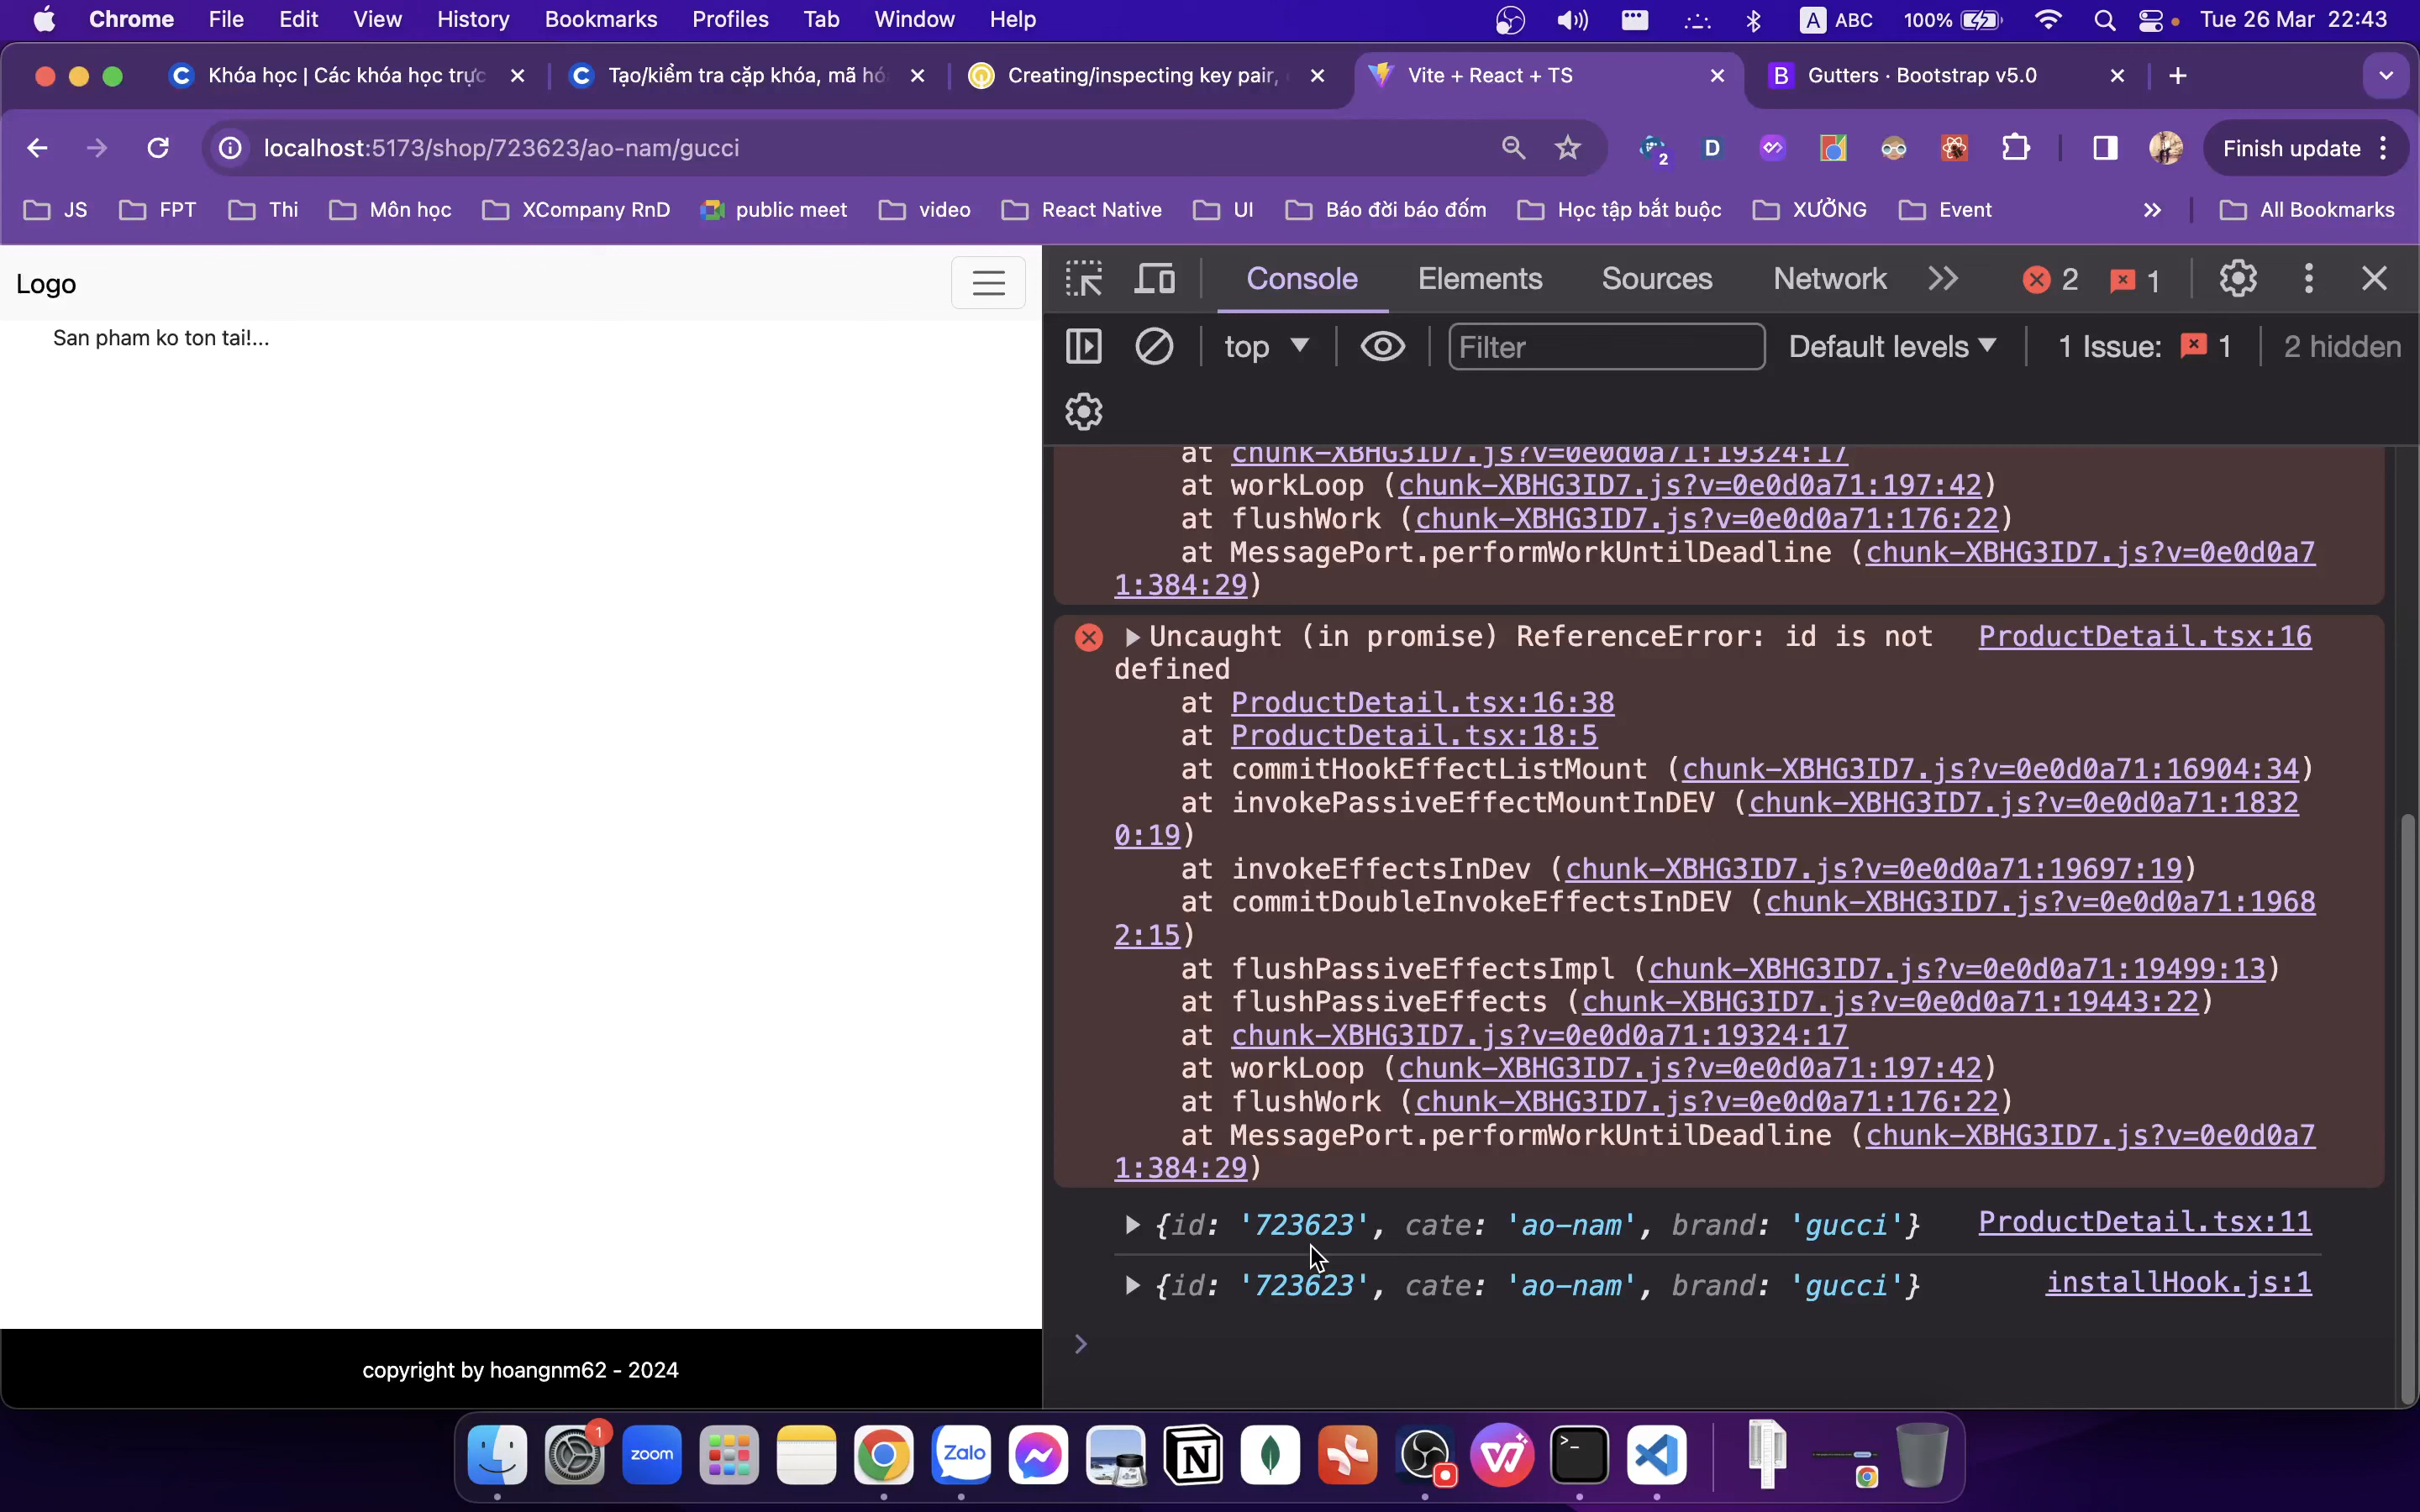 Chrome File Edit View History Bookmarks Profiles Tab Window Help A ABC 100% Tue 26 Mar 22:43
Khóa học | Các khóa học trực
Tạo/kiểm tra cặp khóa, mã hó
Creating/inspecting key pair,
Vite + React + TS
B Gutters · Bootstrap v5.0
localhost:5173/shop/723623/ao-nam/gucci
2 D Finish update
JS FPT Thi Môn học XCompany RnD public meet video React Native UI Báo đời báo đốm Học tập bắt buộc XƯỞNG Event » All Bookmarks
Logo
San pham ko ton tai!...
copyright by hoangnm62 - 2024
Console Elements Sources Network 2 1
top Filter Default levels 1 Issue: 1 2 hidden
at chunk-XBHG3ID7.js?v=0e0d0a71:19324:17
at workLoop (chunk-XBHG3ID7.js?v=0e0d0a71:197:42)
at flushWork (chunk-XBHG3ID7.js?v=0e0d0a71:176:22)
at MessagePort.performWorkUntilDeadline (chunk-XBHG3ID7.js?v=0e0d0a7
1:384:29)
Uncaught (in promise) ReferenceError: id is not ProductDetail.tsx:16
defined
at ProductDetail.tsx:16:38
at ProductDetail.tsx:18:5
at commitHookEffectListMount (chunk-XBHG3ID7.js?v=0e0d0a71:16904:34)
at invokePassiveEffectMountInDEV (chunk-XBHG3ID7.js?v=0e0d0a71:1832
0:19)
at invokeEffectsInDev (chunk-XBHG3ID7.js?v=0e0d0a71:19697:19)
at commitDoubleInvokeEffectsInDEV (chunk-XBHG3ID7.js?v=0e0d0a71:1968
2:15)
at flushPassiveEffectsImpl (chunk-XBHG3ID7.js?v=0e0d0a71:19499:13)
at flushPassiveEffects (chunk-XBHG3ID7.js?v=0e0d0a71:19443:22)
at chunk-XBHG3ID7.js?v=0e0d0a71:19324:17
at workLoop (chunk-XBHG3ID7.js?v=0e0d0a71:197:42)
at flushWork (chunk-XBHG3ID7.js?v=0e0d0a71:176:22)
at MessagePort.performWorkUntilDeadline (chunk-XBHG3ID7.js?v=0e0d0a7
1:384:29)
{id: '723623', cate: 'ao-nam', brand: 'gucci'} ProductDetail.tsx:11
{id: '723623', cate: 'ao-nam', brand: 'gucci'} installHook.js:1
1 zoom Zalo